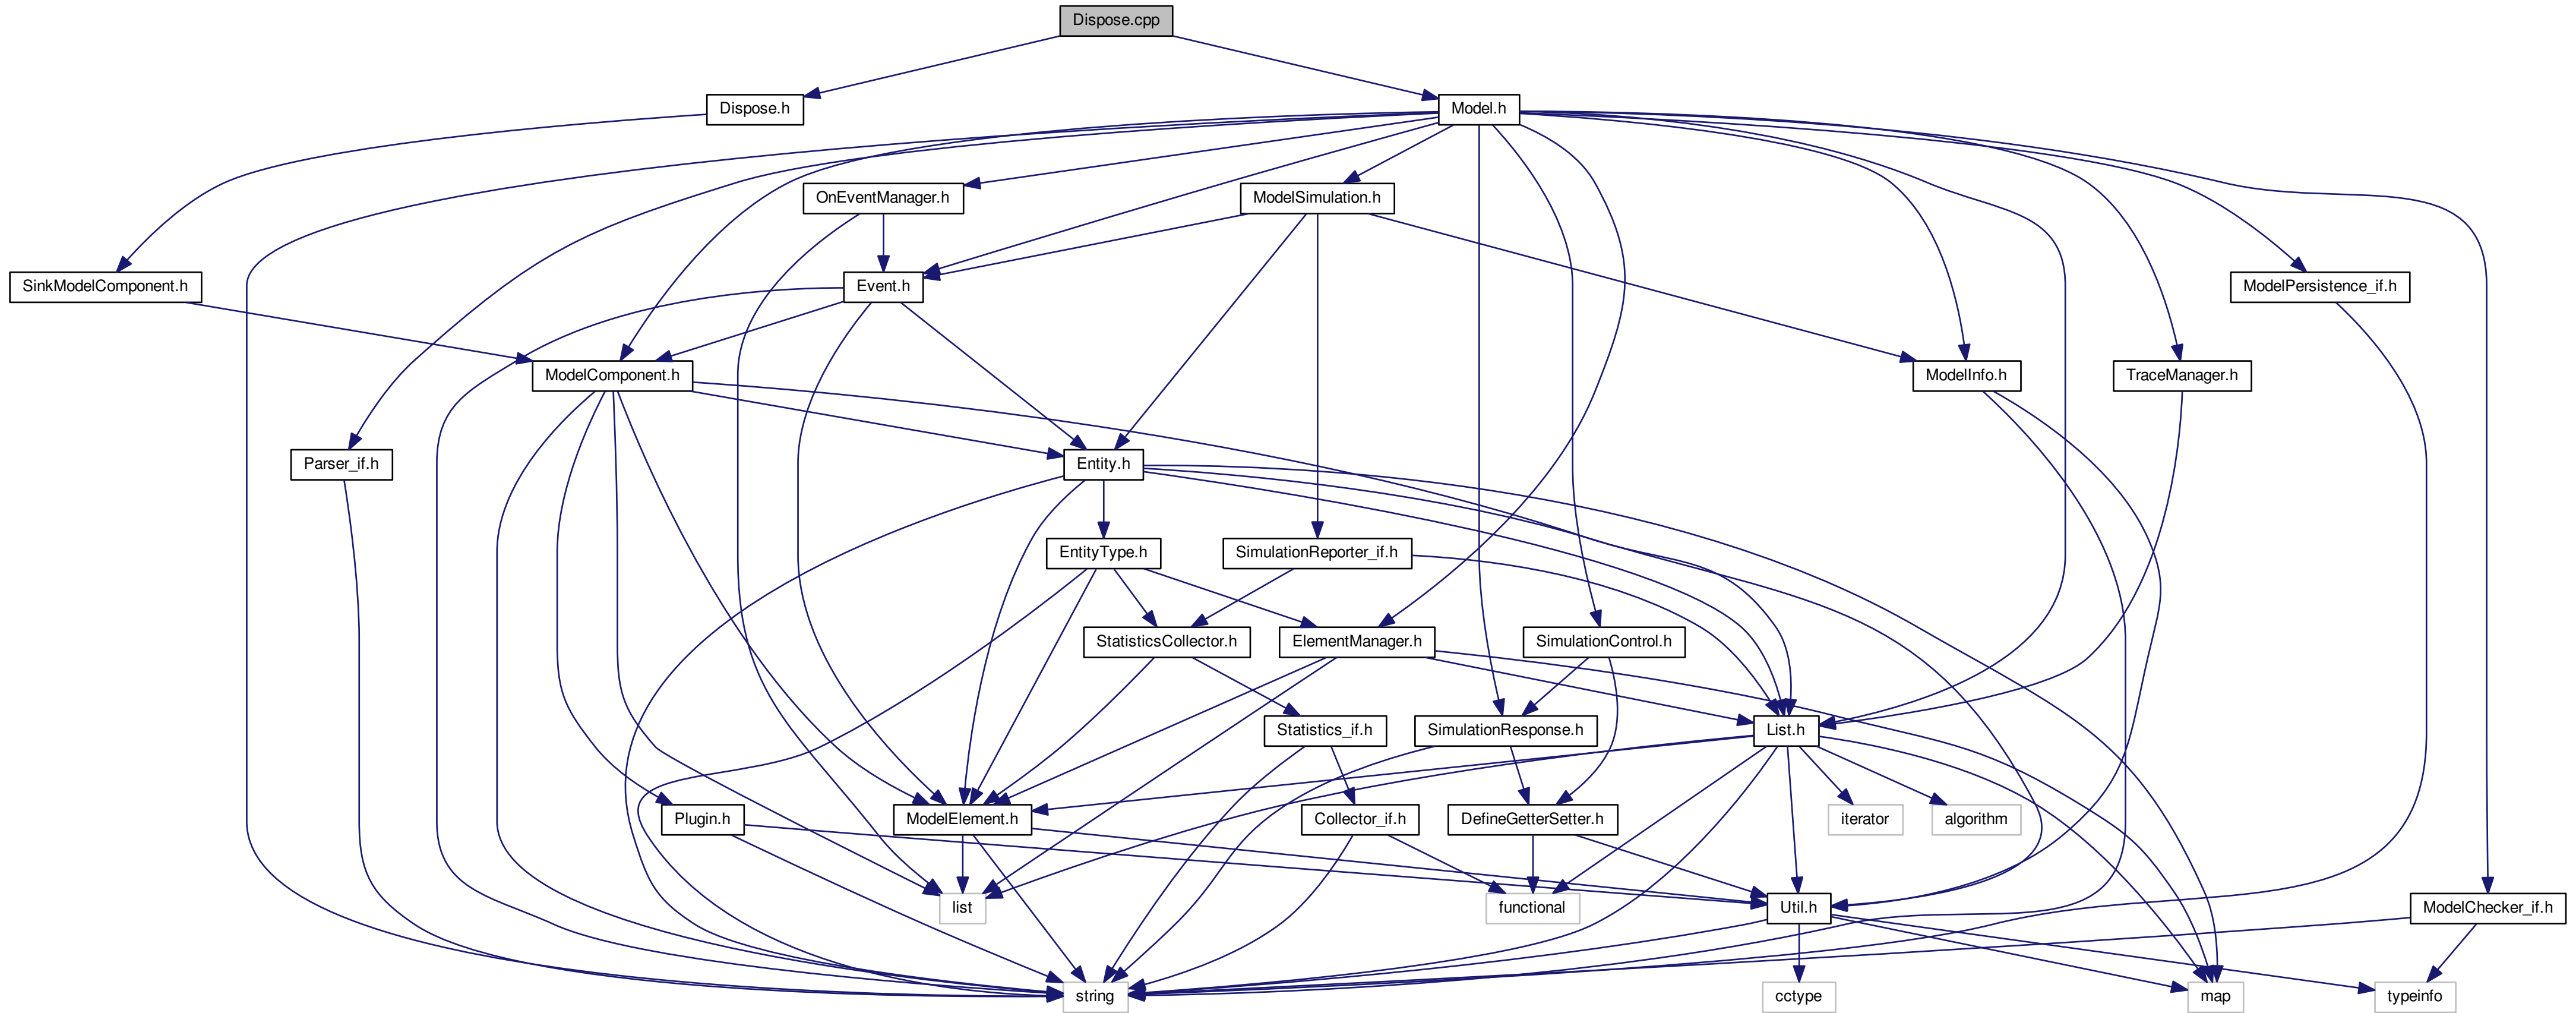 Dispose.cpp
Dispose.h
Model.h
OnEventManager.h
ModelSimulation.h
SinkModelComponent.h
Event.h
ModelPersistence_if.h
ModelComponent.h
ModelInfo.h
TraceManager.h
Parser_if.h
Entity.h
EntityType.h
SimulationReporter_if.h
StatisticsCollector.h
ElementManager.h
SimulationControl.h
Statistics_if.h
SimulationResponse.h
List.h
Plugin.h
ModelElement.h
Collector_if.h
DefineGetterSetter.h
iterator
algorithm
list
functional
Util.h
ModelChecker_if.h
string
cctype
map
typeinfo